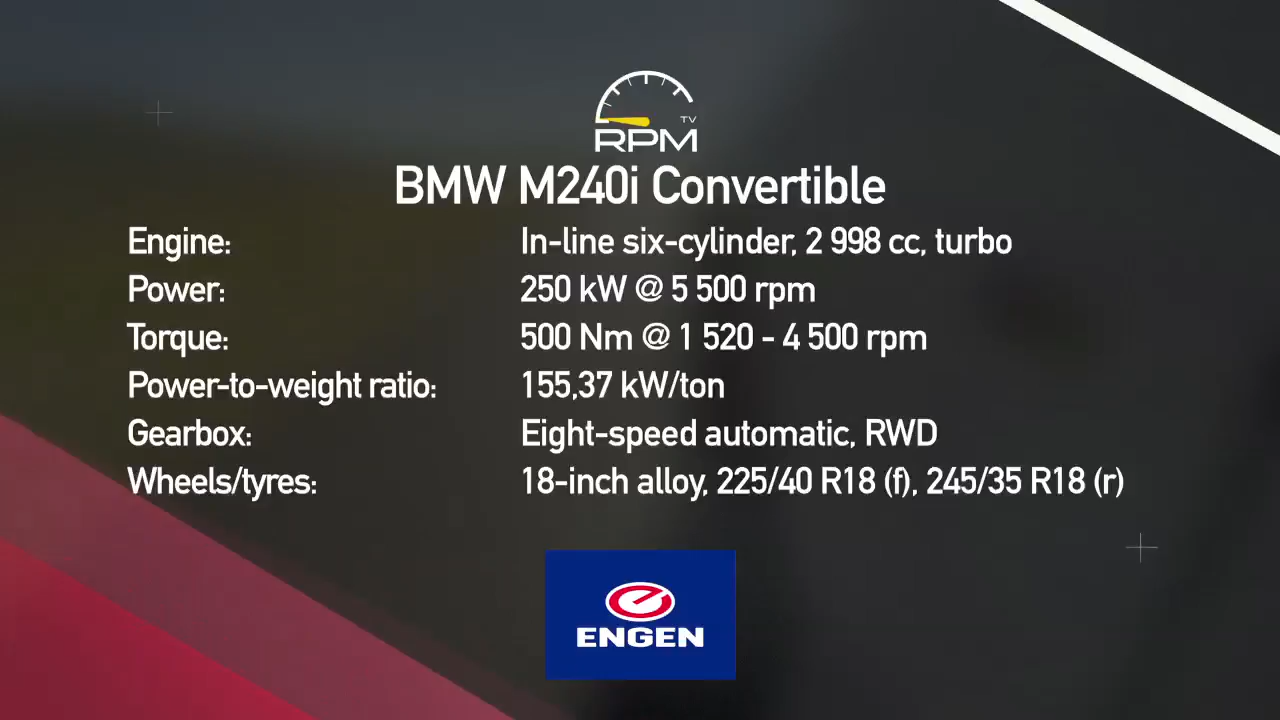 TV
RPM
BMW M240i Convertible
Engine: In-line six-cylinder, 2 998 cc, turbo
Power: 250 kW @ 5 500 rpm
Torque: 500 Nm @ 1 520 - 4 500 rpm
Power-to-weight ratio: 155,37 kW/ton
Gearbox: Eight-speed automatic, RWD
Wheels/tyres: 18-inch alloy, 225/40 R18 (f), 245/35 R18 (r)
ENGEN